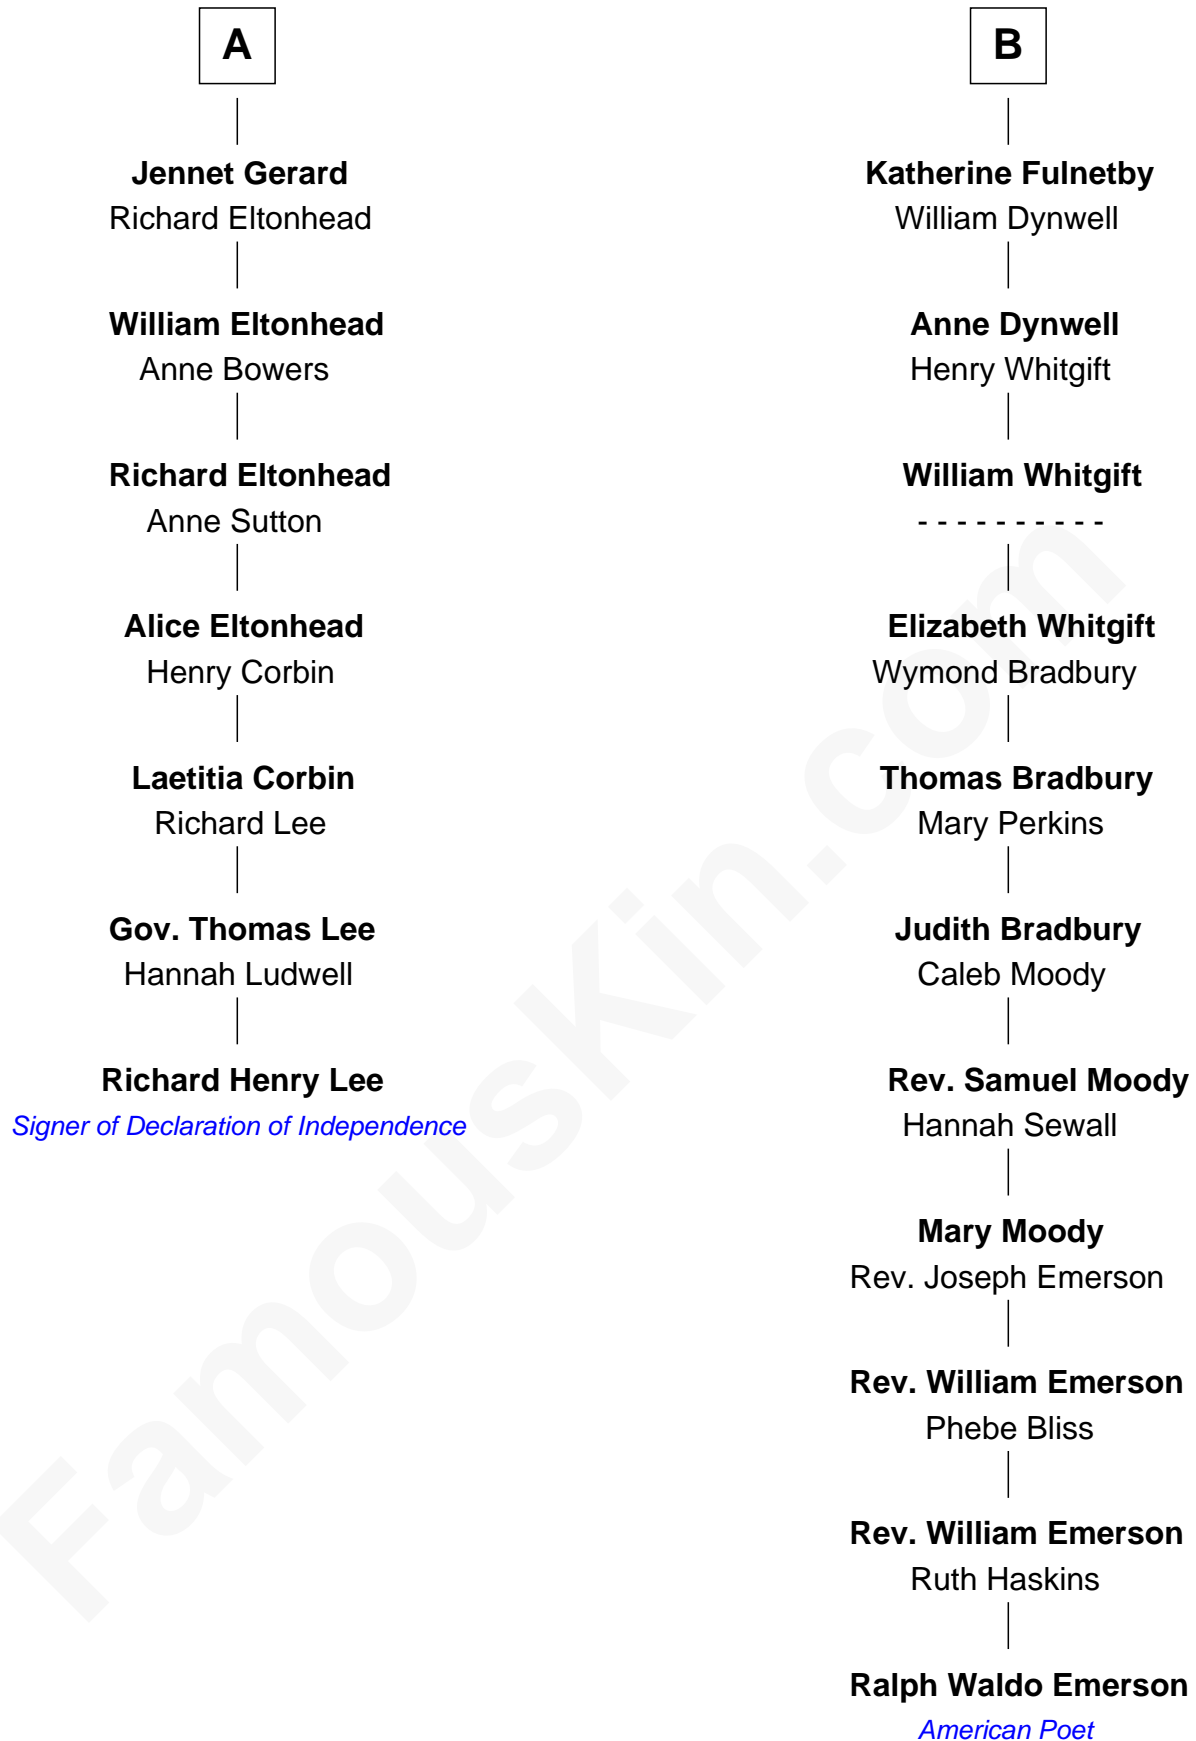 A
Jennet Gerard
Richard Eltonhead
William Eltonhead
Anne Bowers
Richard Eltonhead
Anne Sutton
Alice Eltonhead
Henry Corbin
Laetitia Corbin
Richard Lee
Gov. Thomas Lee
Hannah Ludwell
Richard Henry Lee
Signer of Declaration of Independence
B
Katherine Fulnetby
William Dynwell
Anne Dynwell
Henry Whitgift
William Whitgift
- - - - - - - - - -
Elizabeth Whitgift
Wymond Bradbury
Thomas Bradbury
Mary Perkins
Judith Bradbury
Caleb Moody
Rev. Samuel Moody
Hannah Sewall
Mary Moody
Rev. Joseph Emerson
Rev. William Emerson
Phebe Bliss
Rev. William Emerson
Ruth Haskins
Ralph Waldo Emerson
American Poet
FamousKin.com